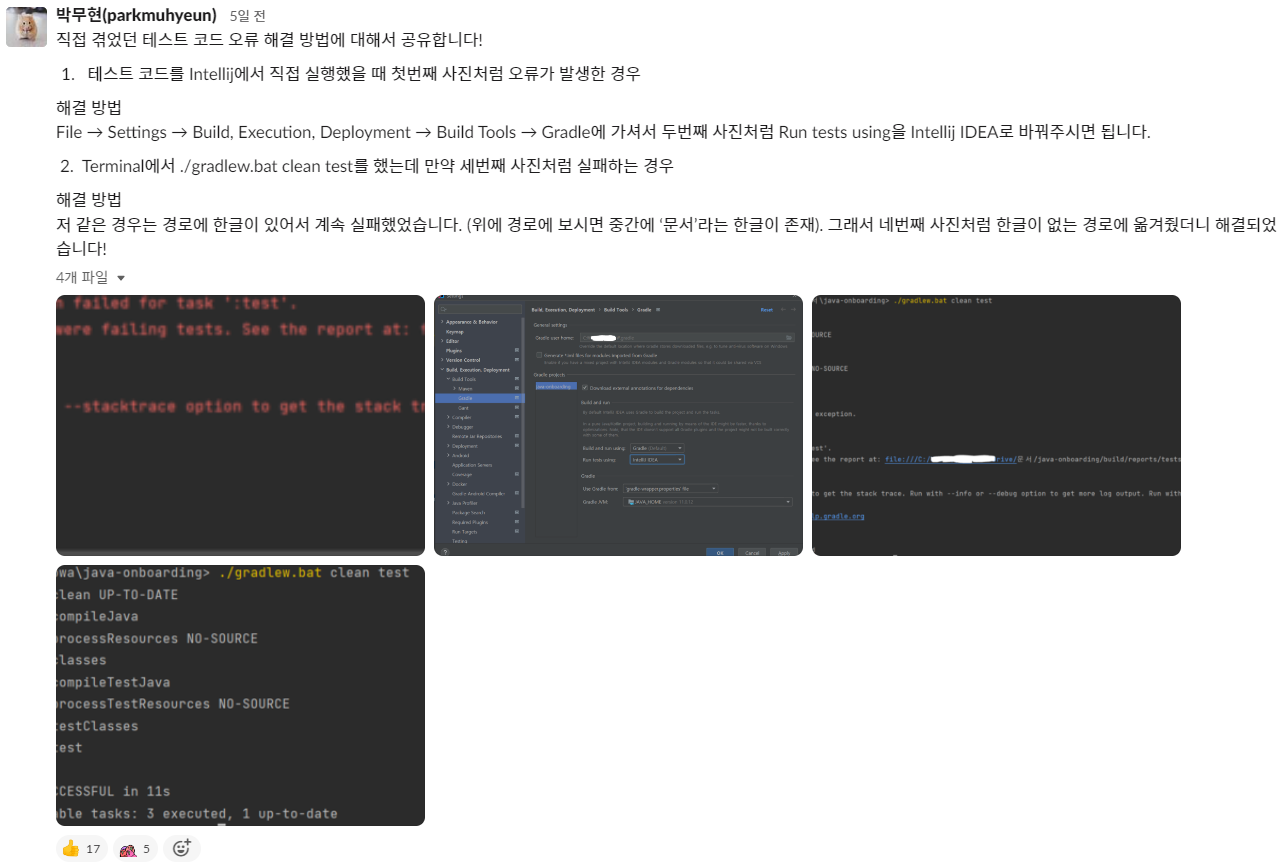 박무현(parkmuhyeun) 5일 전
직접 겪었던 테스트 코드 오류 해결 방법에 대해서 공유합니다!
1. 테스트 코드를 Intellij에서 직접 실행했을 때 첫번째 사진처럼 오류가 발생한 경우
해결 방법
File → Settings → Build, Execution, Deployment → Build Tools → Gradle에 가셔서 두번째 사진처럼 Run tests using을 Intellij IDEA로 바꿔주시면 됩니다.
2. Terminal에서 ./gradlew.bat clean test를 했는데 만약 세번째 사진처럼 실패하는 경우
해결 방법
저 같은 경우는 경로에 한글이 있어서 계속 실패했었습니다. (위에 경로에 보시면 중간에 ‘문서’라는 한글이 존재). 그래서 네번째 사진처럼 한글이 없는 경로에 옮겨줬더니 해결되었
습니다!
4개 파일
failed for task ':test'.
were failing tests. See the report at:
--stacktrace option to get the stack
Build, Execution, Deployment › Build Tools › Gradle
Reset
Appearance & Behavior
Keymap
Editor
Plugins
Version Control
Build, Execution, Deployment
Build Tools
Maven
Gradle
Gant
Compiler
Debugger
Remote Jar Repositories
Deployment
Android
Application Servers
Coverage
Docker
Gradle-Android Compiler
Java Profiler
Package Search
Required Plugins
Run Targets
Testing
General settings
Gradle user home:
Generate *.iml files for modules imported from Gradle
Gradle projects
java-onboarding
Download external annotations for dependencies
Build and run
Build and run using: Gradle (Default)
Run tests using: IntelliJ IDEA
Gradle
Use Gradle from: 'gradle-wrapper.properties' file
Gradle JVM: JAVA_HOME
OK Cancel Apply
\java-onboarding> ./gradlew.bat clean test
OURCE
NO-SOURCE
exception.
est'.
ee the report at: file:///C:/ rive/문서/java-onboarding/build/reports/tests
to get the stack trace. Run with --info or --debug option to get more log output. Run wit
lp.gradle.org
owa\java-onboarding> ./gradlew.bat clean test
clean UP-TO-DATE
compileJava
processResources NO-SOURCE
classes
compileTestJava
processTestResources NO-SOURCE
testClasses
test
CCESSFUL in 11s
able tasks: 3 executed, 1 up-to-date
17 5